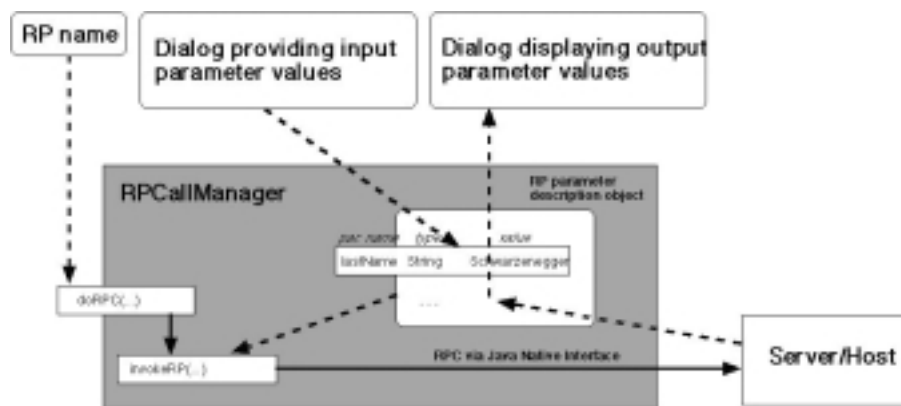 RP name
Dialog providing input
parameter values
Dialog displaying output
parameter values
RPCallManager
RP parameter
description object
par. name type value
lastName String Schwarzenegger
...
doRPC(...)
invokeRP(...)
RPC via Java Native Interface
Server/Host